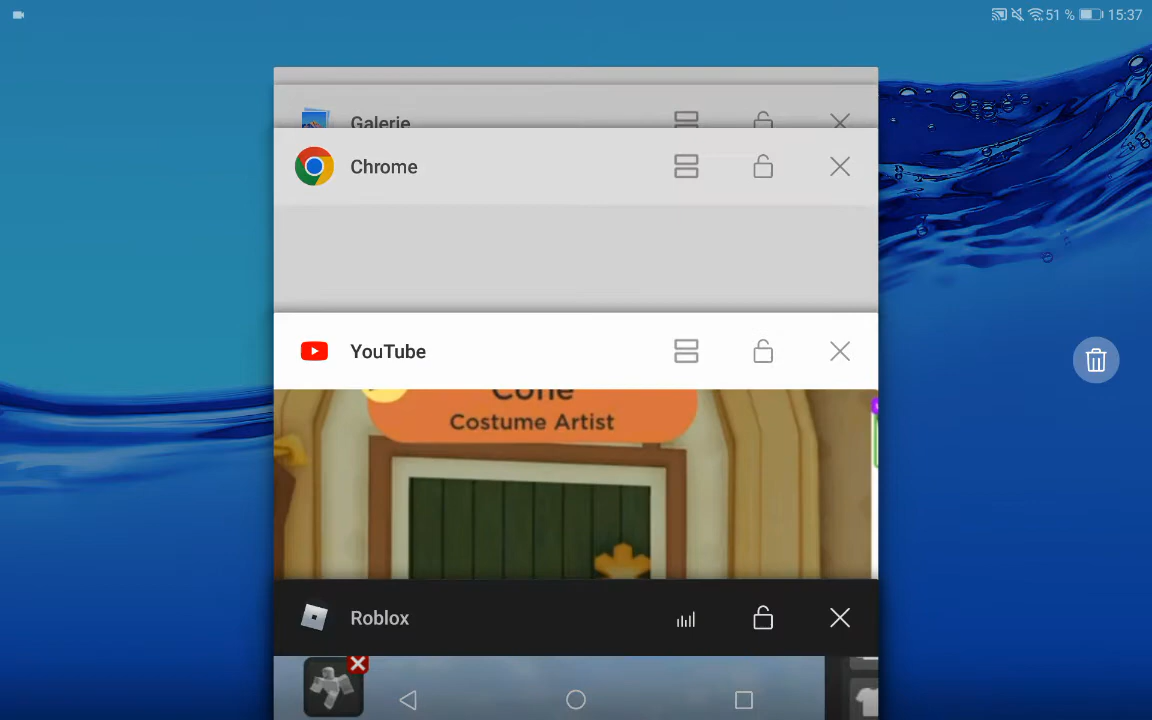 51 % 15:37
Galerie
Chrome
YouTube
Cone
Costume Artist
Roblox